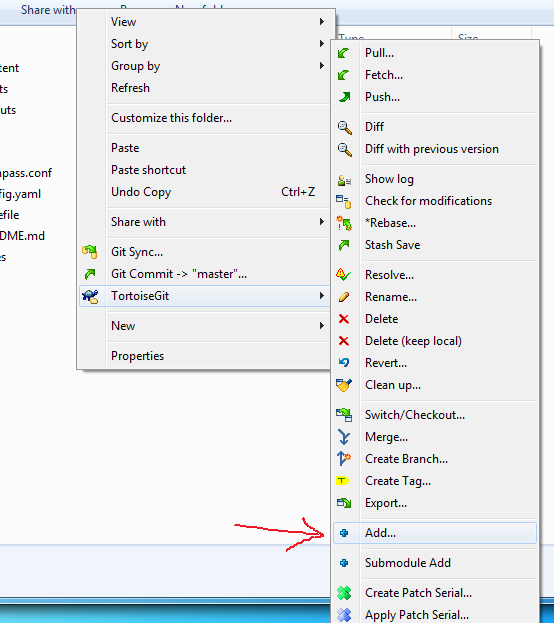 Share with
View
Sort by
Group by
Refresh
Customize this folder...
Paste
Paste shortcut
Undo Copy Ctrl+Z
Share with
Git Sync...
Git Commit -> "master"...
TortoiseGit
New
Properties
tent
ts
uts
npass.conf
fig.yaml
efile
DME.md
es
Type
Size
Pull...
Fetch...
Push...
Diff
Diff with previous version
Show log
Check for modifications
*Rebase...
Stash Save
Resolve...
Rename...
Delete
Delete (keep local)
Revert...
Clean up...
Switch/Checkout...
Merge...
Create Branch...
Create Tag...
Export...
Add...
Submodule Add
Create Patch Serial...
Apply Patch Serial...